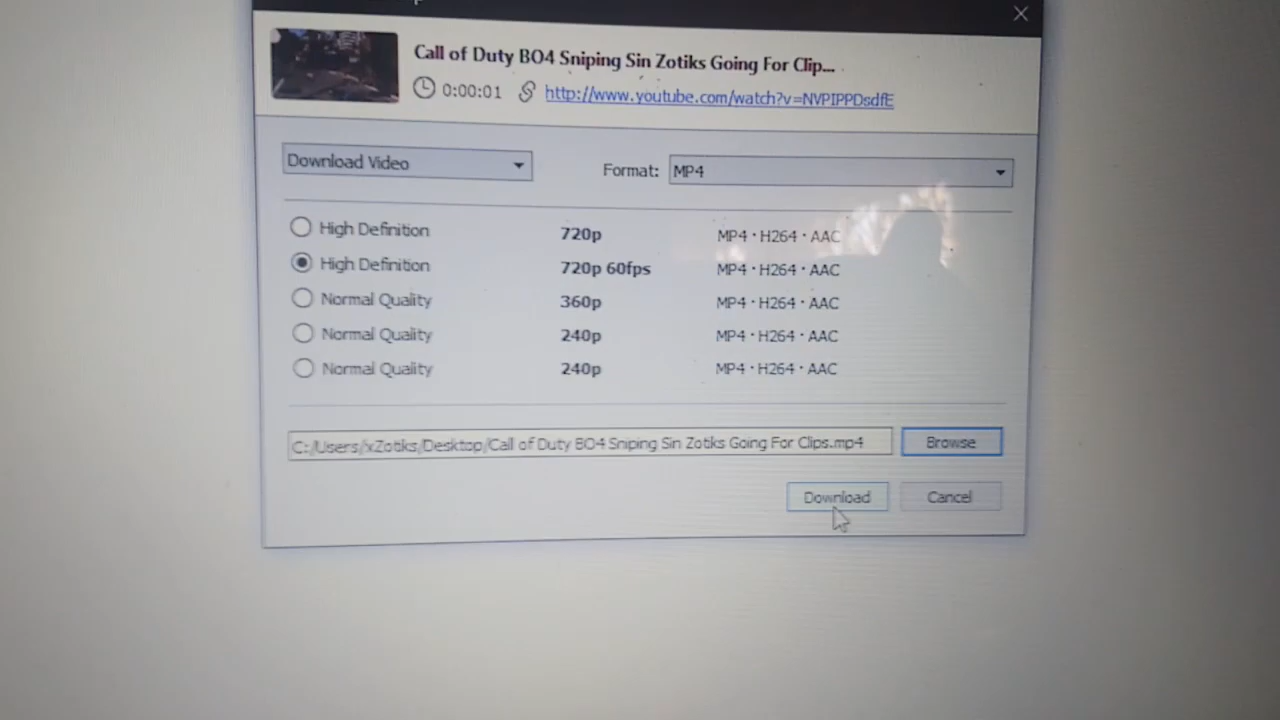 Call of Duty BO4 Sniping Sin Zotiks Going For Clip...
0:00:01 http://www.youtube.com/watch?v=NVPIPPDsdfE
Download Video Format: MP4
High Definition 720p MP4 · H264 · AAC
High Definition 720p 60fps MP4 · H264 · AAC
Normal Quality 360p MP4 · H264 · AAC
Normal Quality 240p MP4 · H264 · AAC
Normal Quality 240p MP4 · H264 · AAC
C:/Users/xZotiks/Desktop/Call of Duty BO4 Sniping Sin Zotiks Going For Clips.mp4 Browse
Download Cancel